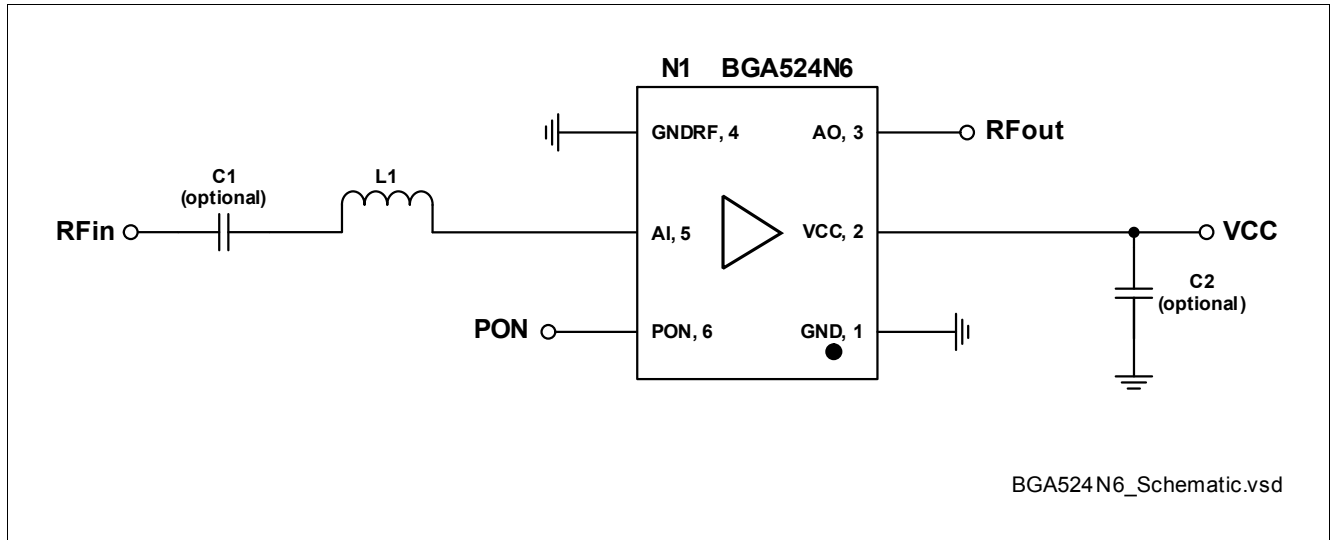 N1 BGA524N6
GNDRF, 4
AO, 3
RFout
C1
(optional)
L1
RFin
AI, 5
VCC, 2
VCC
C2
(optional)
PON
PON, 6
GND, 1
BGA524N6_Schematic.vsd